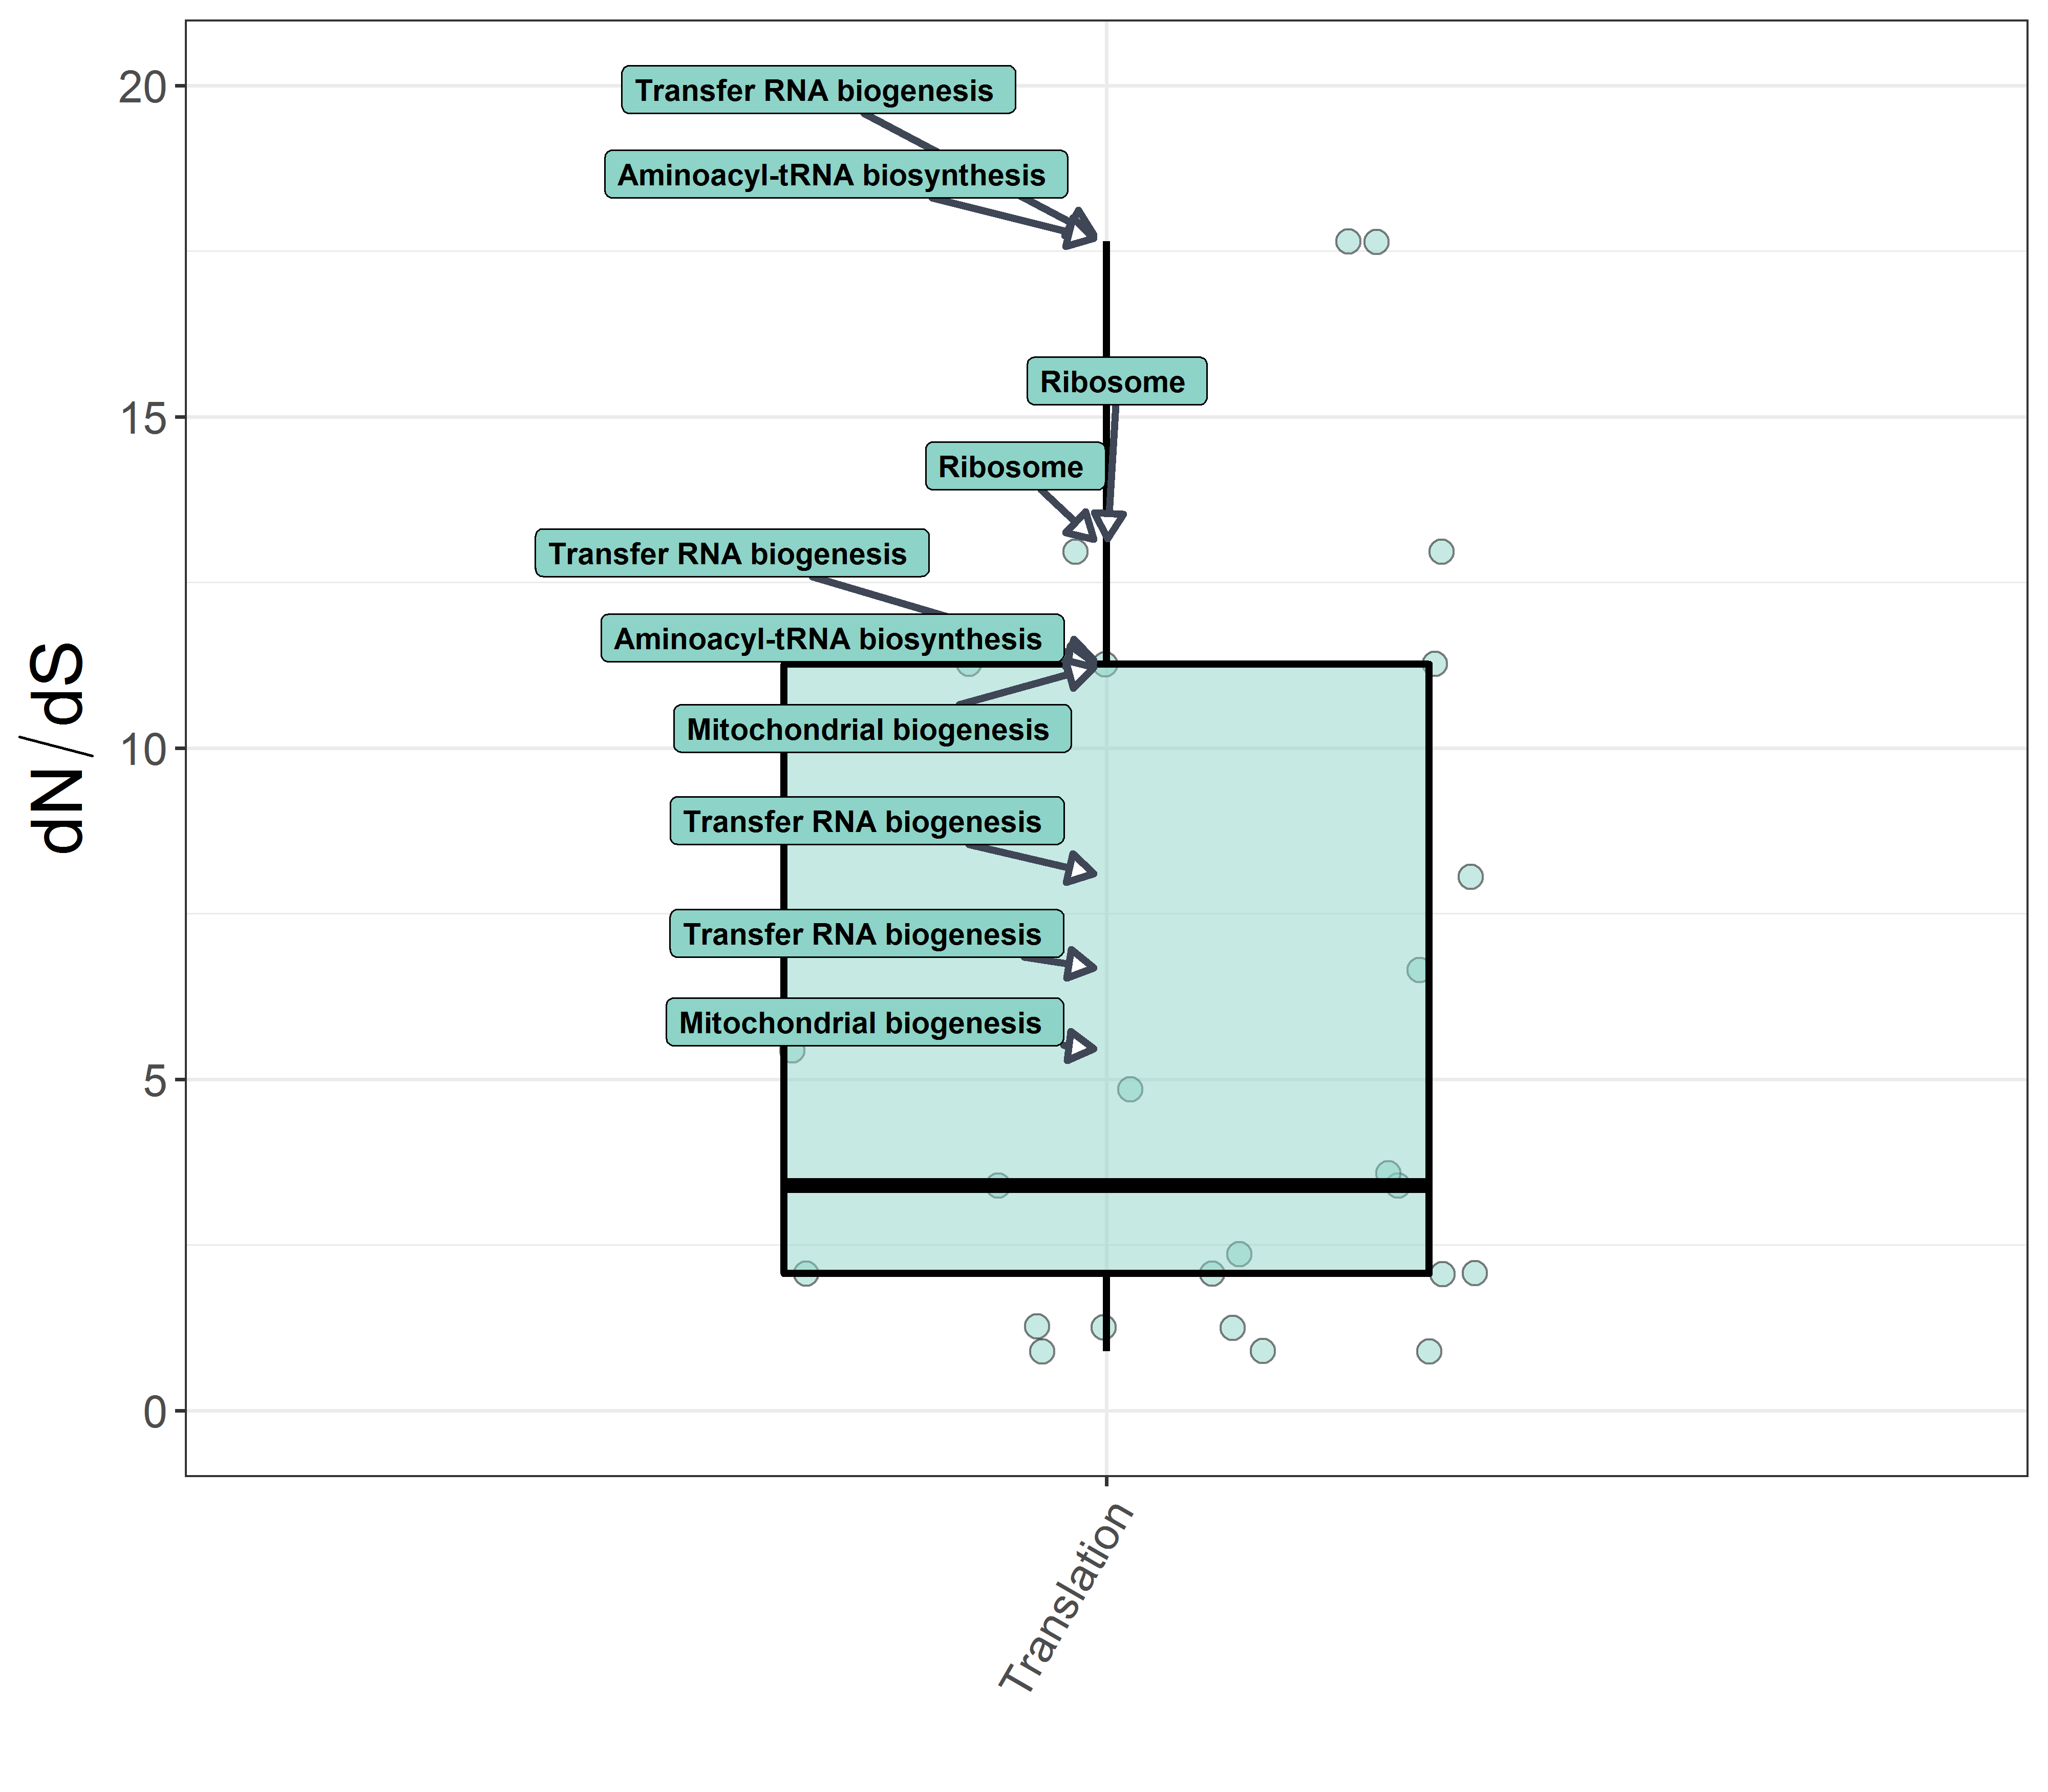 20
Transfer RNA biogenesis
Aminoacyl-tRNA biosynthesis
15
Ribosome
Ribosome
Transfer RNA biogenesis
Aminoacyl-tRNA biosynthesis
Mitochondrial biogenesis
10
Transfer RNA biogenesis
Transfer RNA biogenesis
Mitochondrial biogenesis
5
0
dN / dS
Translation